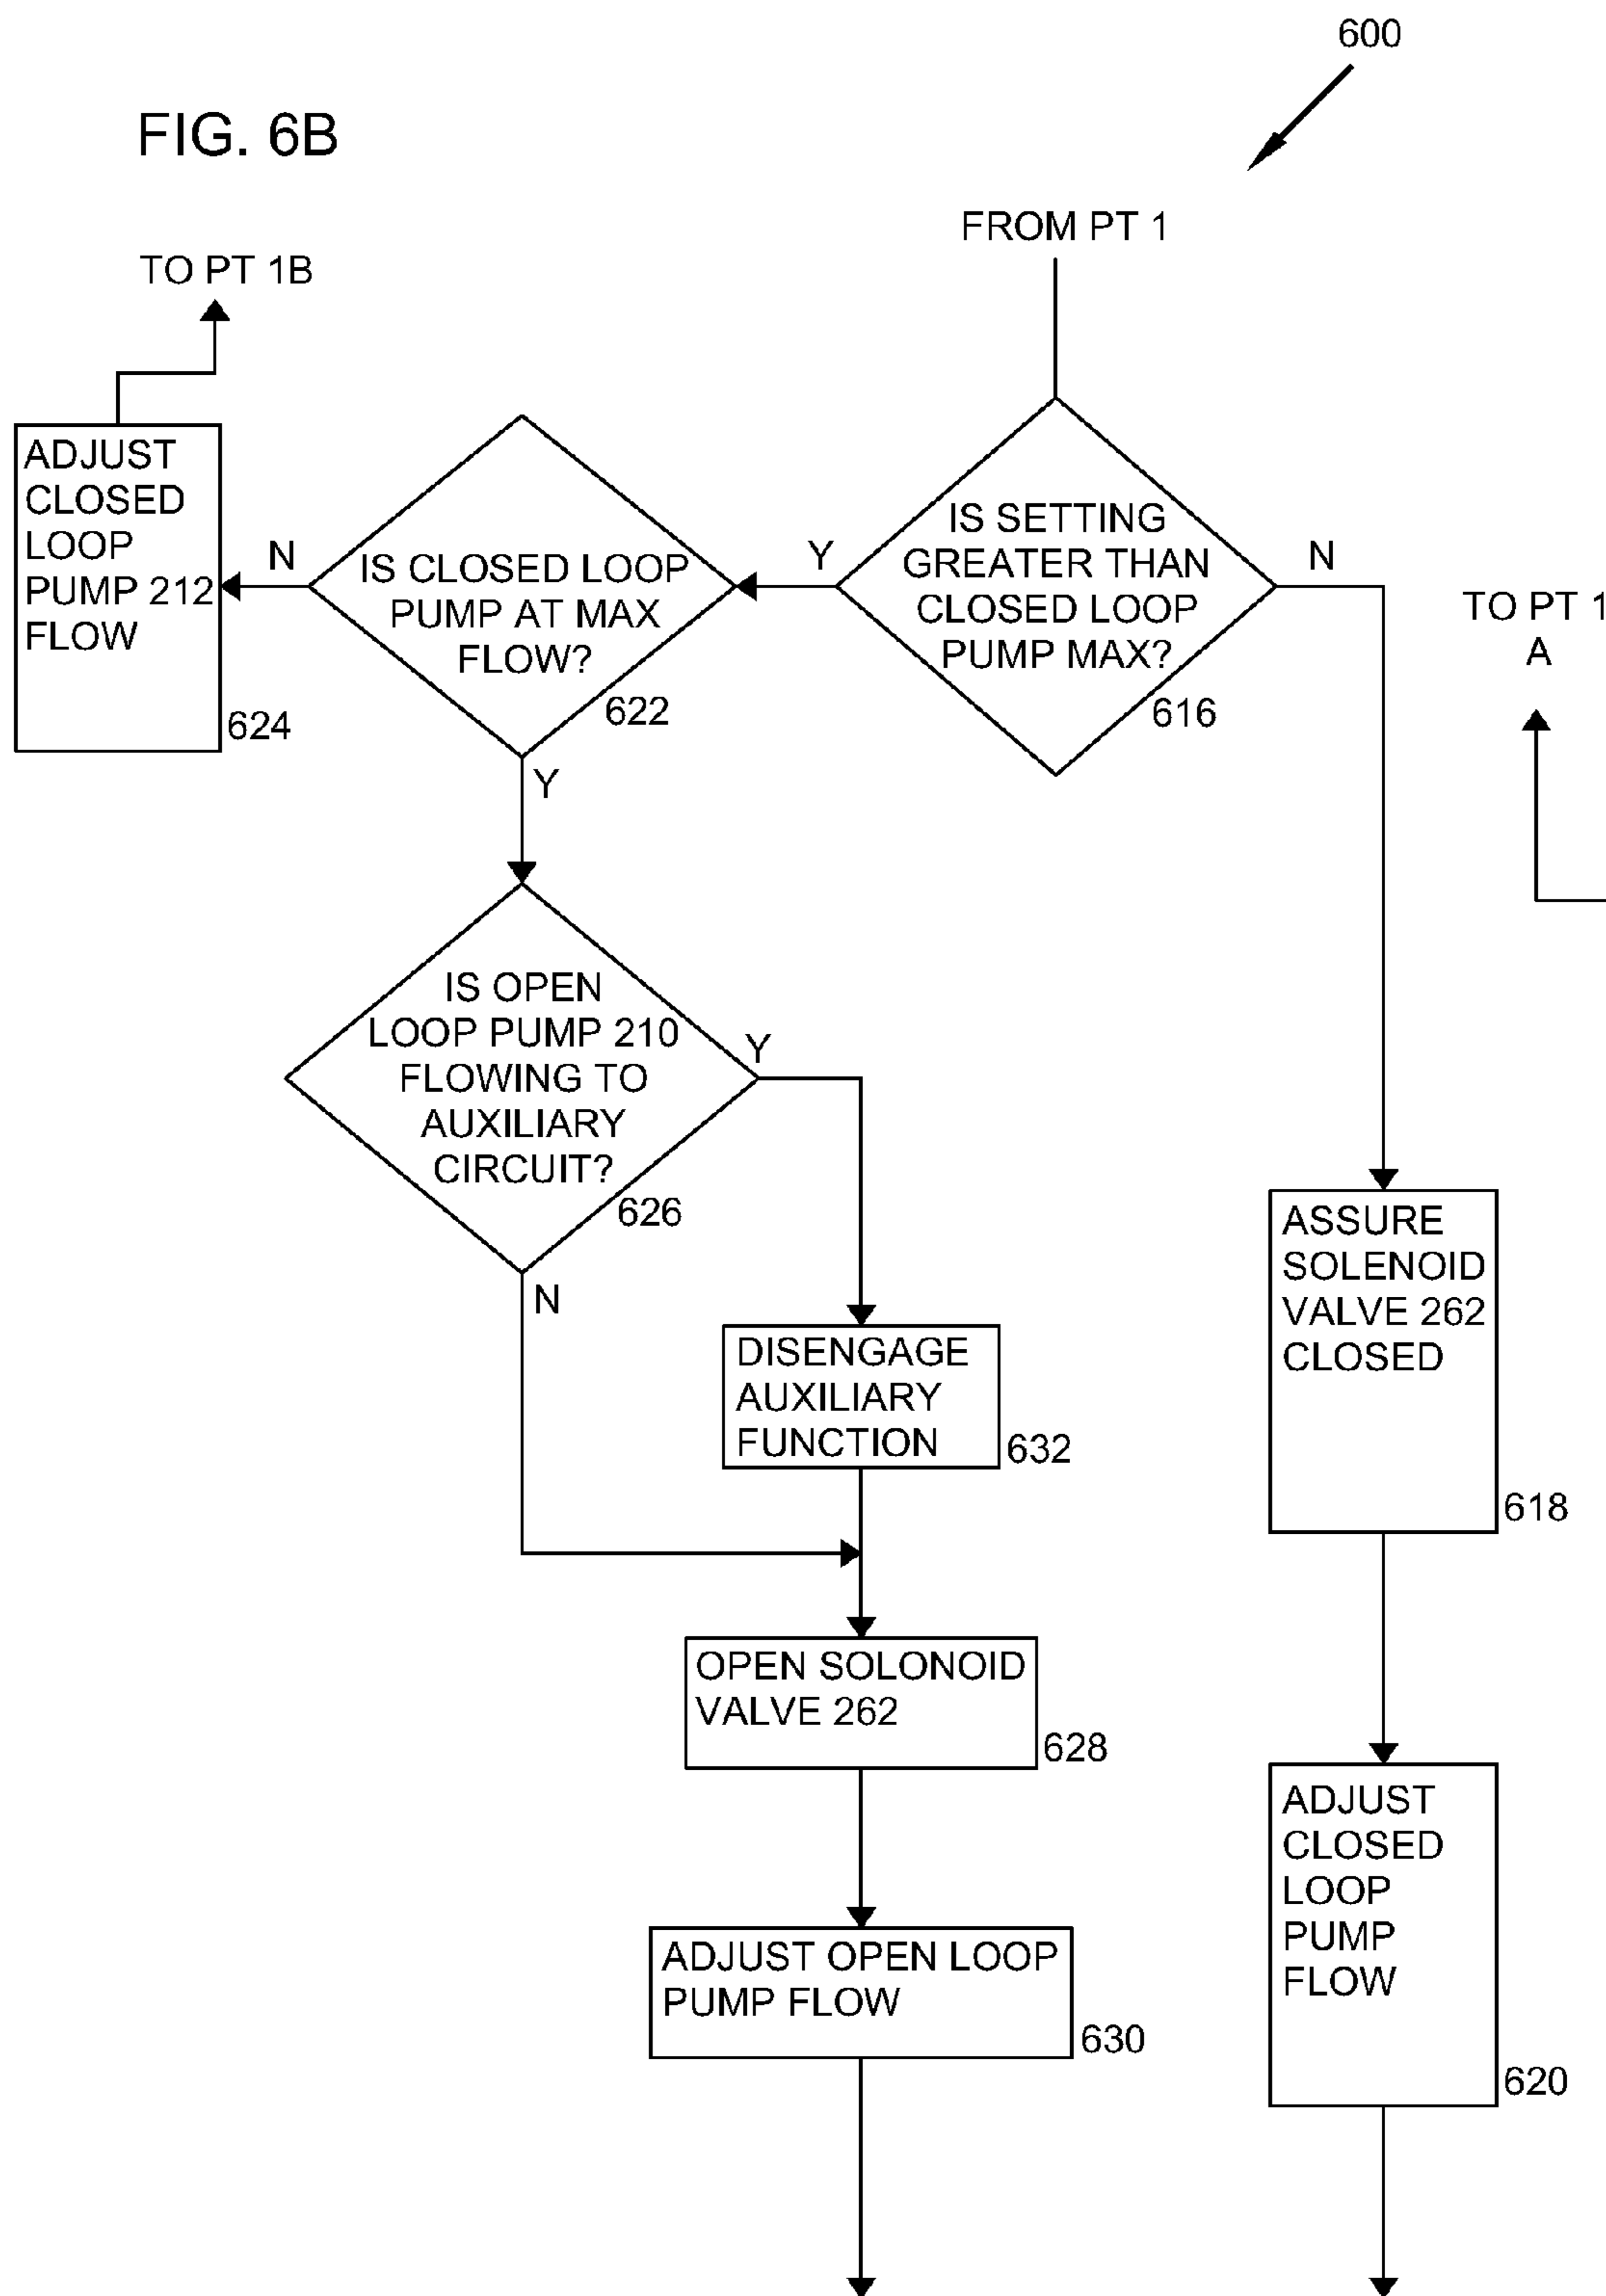 600
FIG. 6B
FROM PT 1
TO PT 1B
ADJUST
CLOSED
LOOP
PUMP 212
FLOW
624
N
IS CLOSED LOOP
PUMP AT MAX
FLOW?
622
Y
IS SETTING
GREATER THAN
CLOSED LOOP
PUMP MAX?
616
N
TO PT 1
A
Y
IS OPEN
LOOP PUMP 210
FLOWING TO
AUXILIARY
CIRCUIT?
626
Y
N
DISENGAGE
AUXILIARY
FUNCTION
632
ASSURE
SOLENOID
VALVE 262
CLOSED
618
OPEN SOLONOID
VALVE 262
628
ADJUST OPEN LOOP
PUMP FLOW
630
ADJUST
CLOSED
LOOP
PUMP
FLOW
620